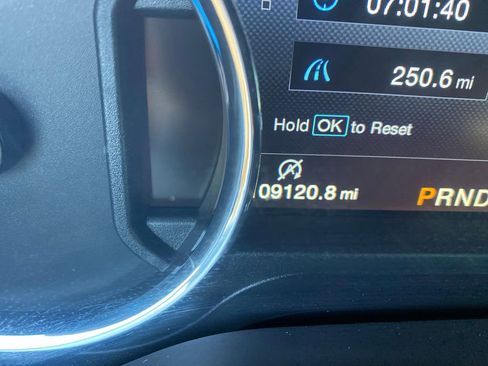 07:01:40
250.6 mi
Hold OK to Reset
09120.8 mi
PRND